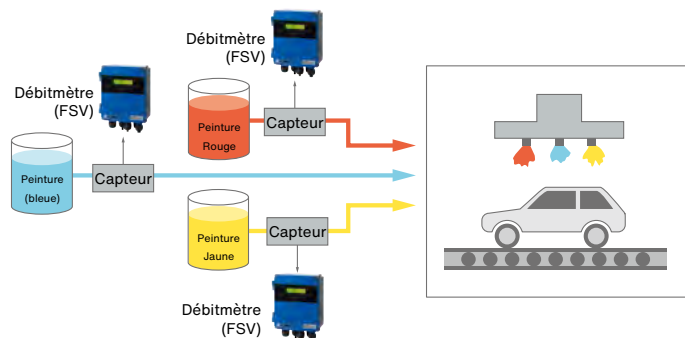 Débitmètre
(FSV)
Débitmètre
(FSV)
Peinture
(bleue)
Capteur
Peinture
Rouge
Capteur
Peinture
Jaune
Capteur
Débitmètre
(FSV)